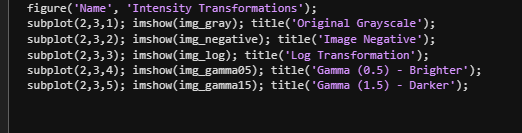 figure('Name', 'Intensity Transformations');
subplot(2,3,1); imshow(img_gray); title('Original Grayscale');
subplot(2,3,2); imshow(img_negative); title('Image Negative');
subplot(2,3,3); imshow(img_log); title('Log Transformation');
subplot(2,3,4); imshow(img_gamma05); title('Gamma (0.5) - Brighter');
subplot(2,3,5); imshow(img_gamma15); title('Gamma (1.5) - Darker');